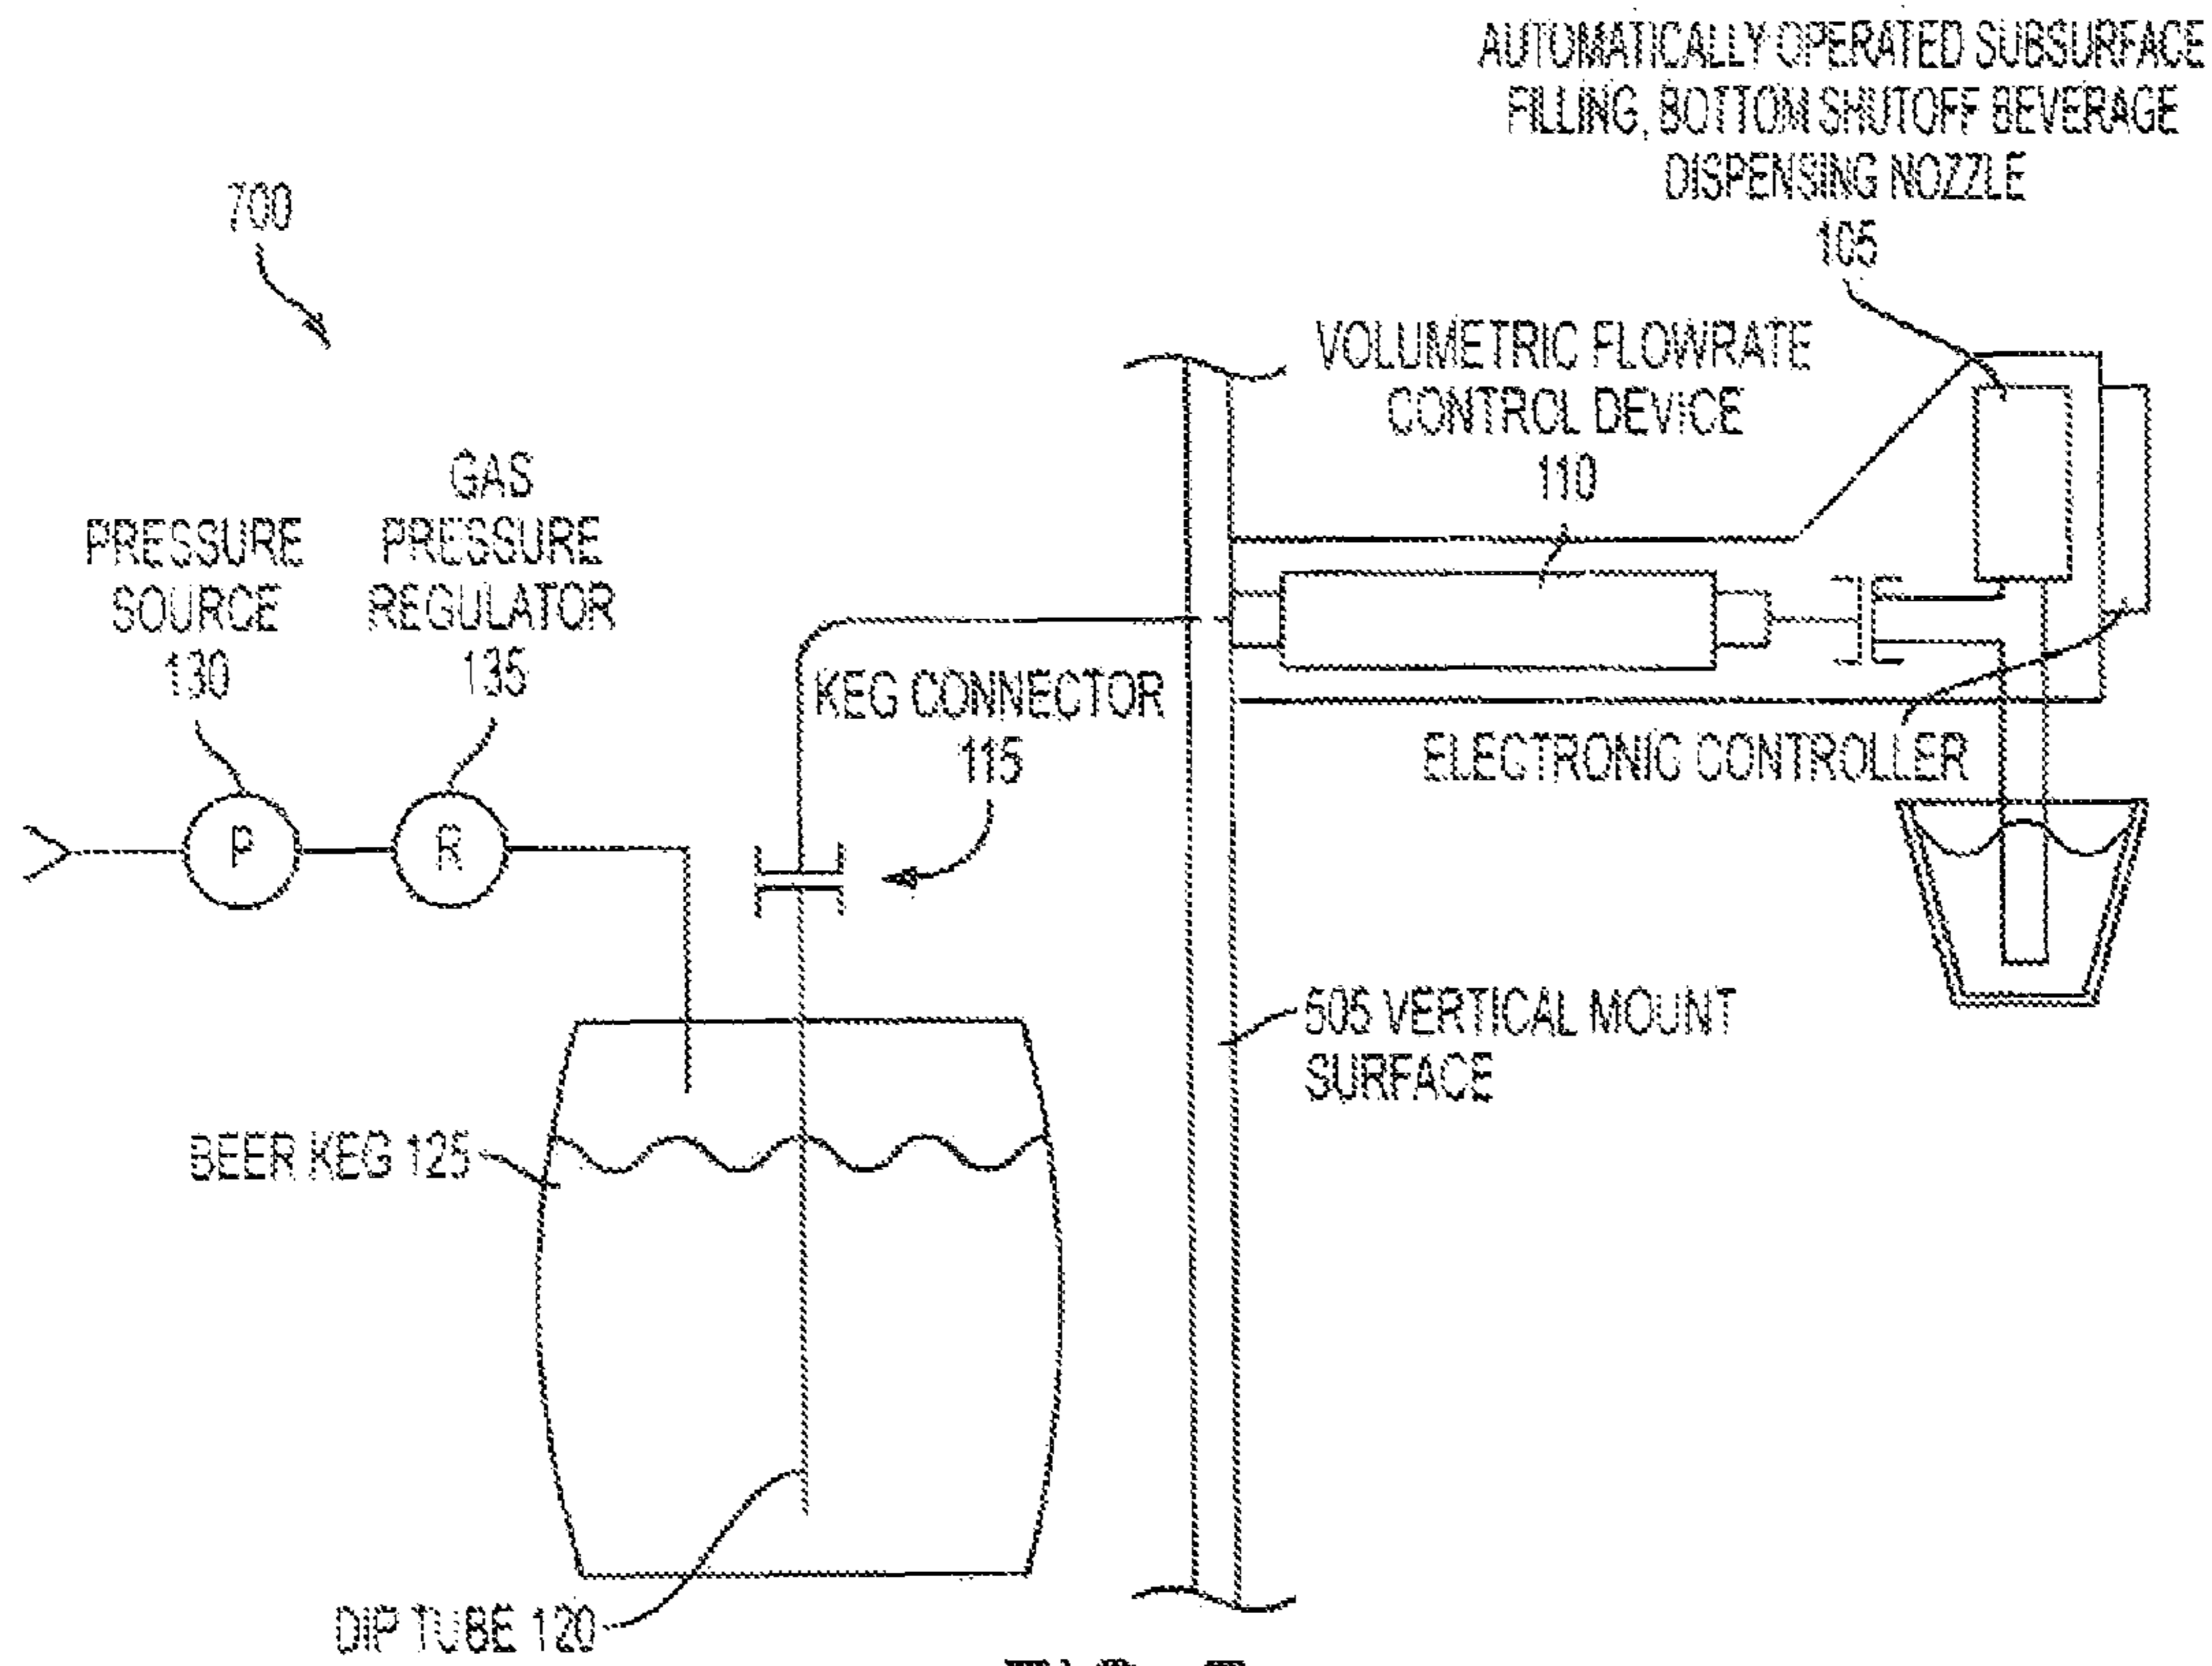 AUTOMATICALLY OPERATED SUBSURFACE
FILLING, BOTTOM SHUTOFF BEVERAGE
DISPENSING NOZZLE
105
700
VOLUMETRIC FLOWRATE
CONTROL DEVICE
110
GAS
PRESSURE
REGULATOR
135
PRESSURE
SOURCE
130
KEG CONNECTOR
115
ELECTRONIC CONTROLLER
P
R
505 VERTICAL MOUNT
SURFACE
BEER KEG 125
DIP TUBE 120